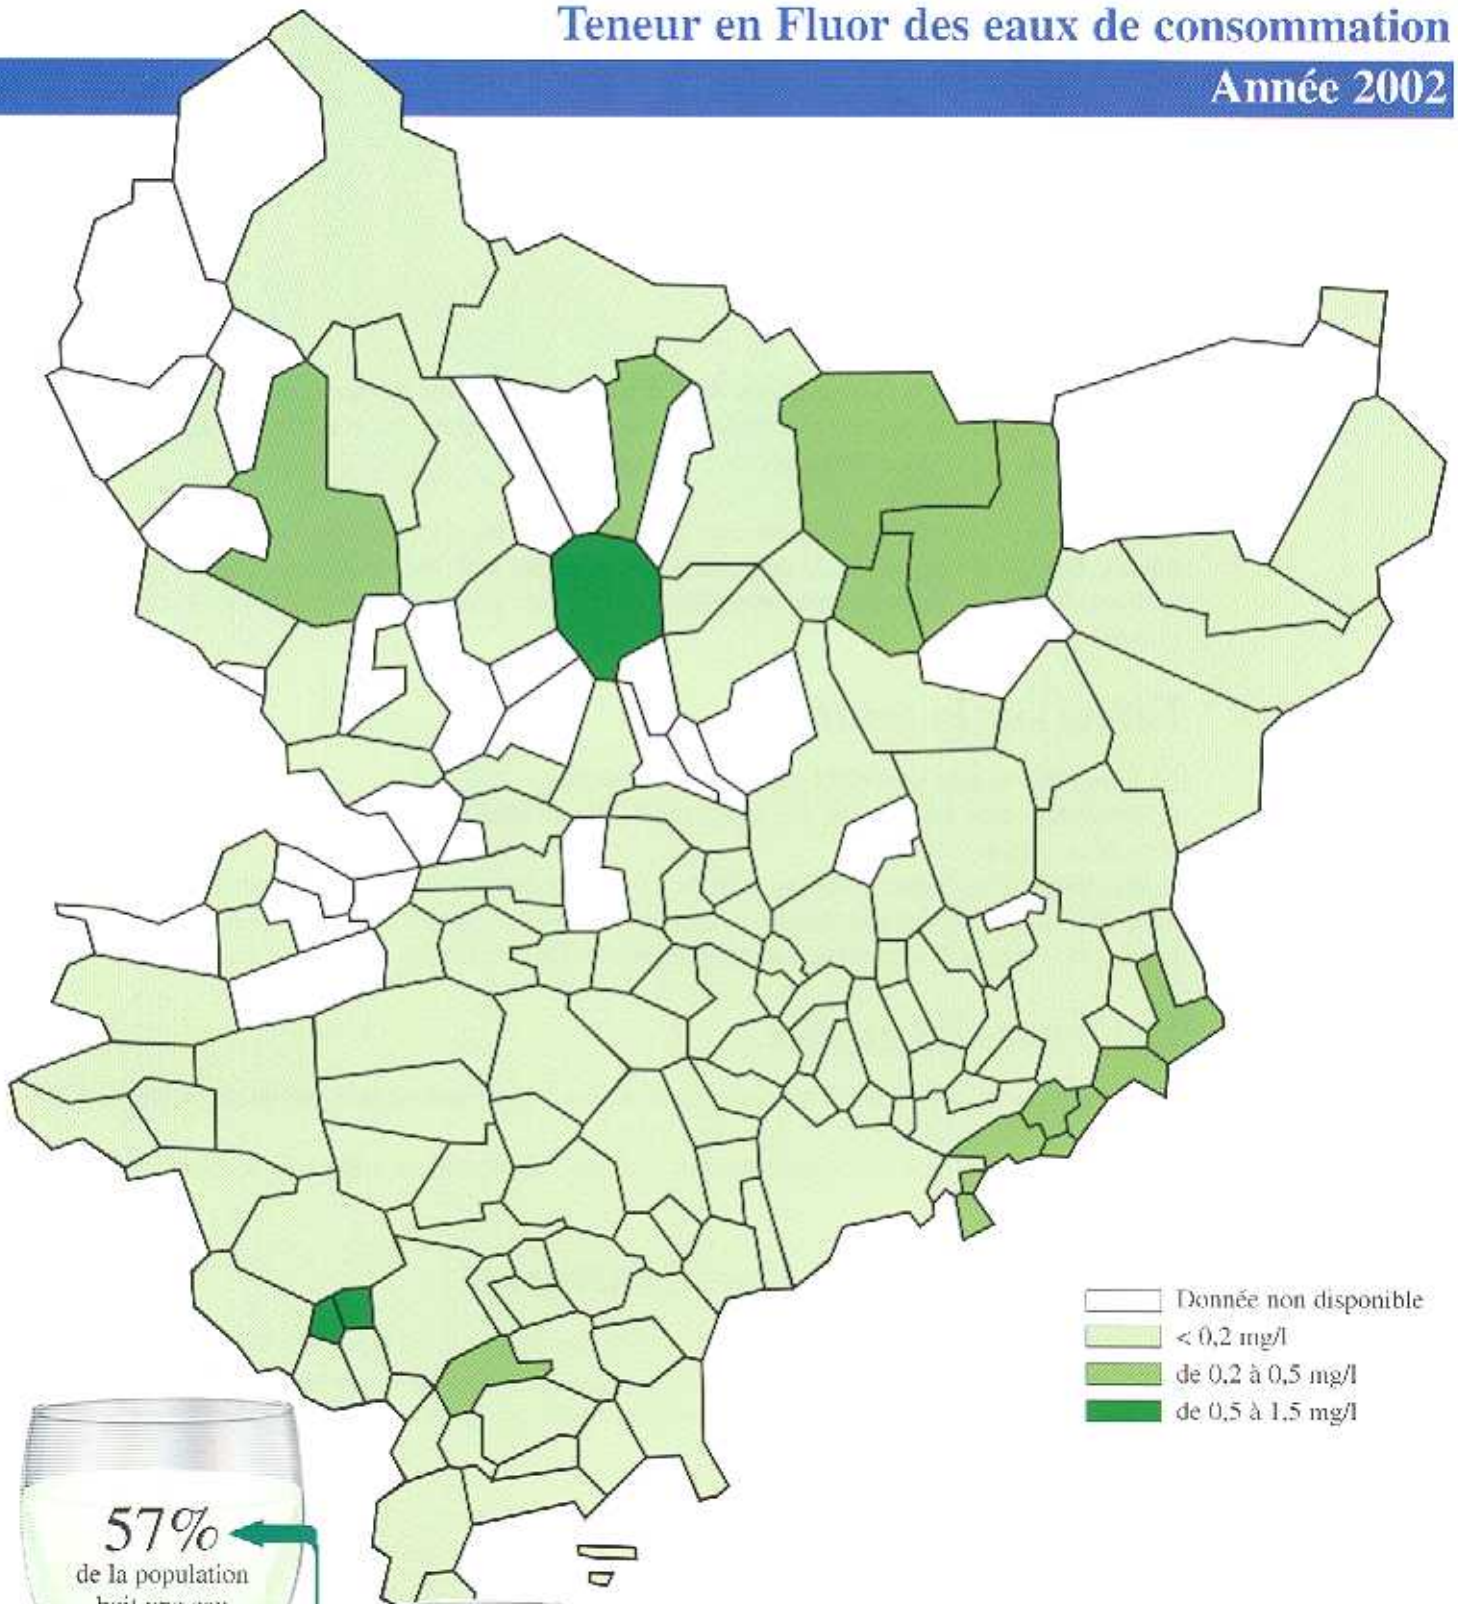 Teneur en Fluor des eaux de consommation
Année 2002
Donnée non disponible
< 0,2 mg/l
de 0,2 à 0,5 mg/l
de 0,5 à 1,5 mg/l
57%
de la population